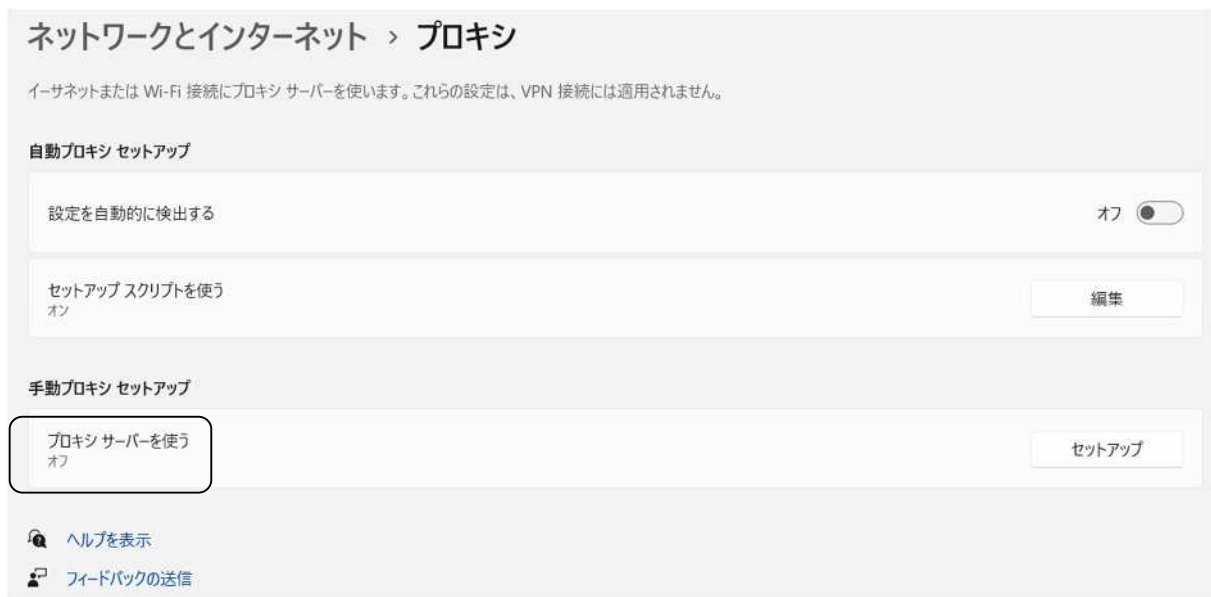 ネットワークとインターネット › プロキシ
イーサネットまたは Wi-Fi 接続にプロキシ サーバーを使います。これらの設定は、VPN 接続には適用されません。
自動プロキシ セットアップ
設定を自動的に検出する
オフ
セットアップ スクリプトを使う
オン
編集
手動プロキシ セットアップ
プロキシ サーバーを使う
オフ
セットアップ
ヘルプを表示
フィードバックの送信